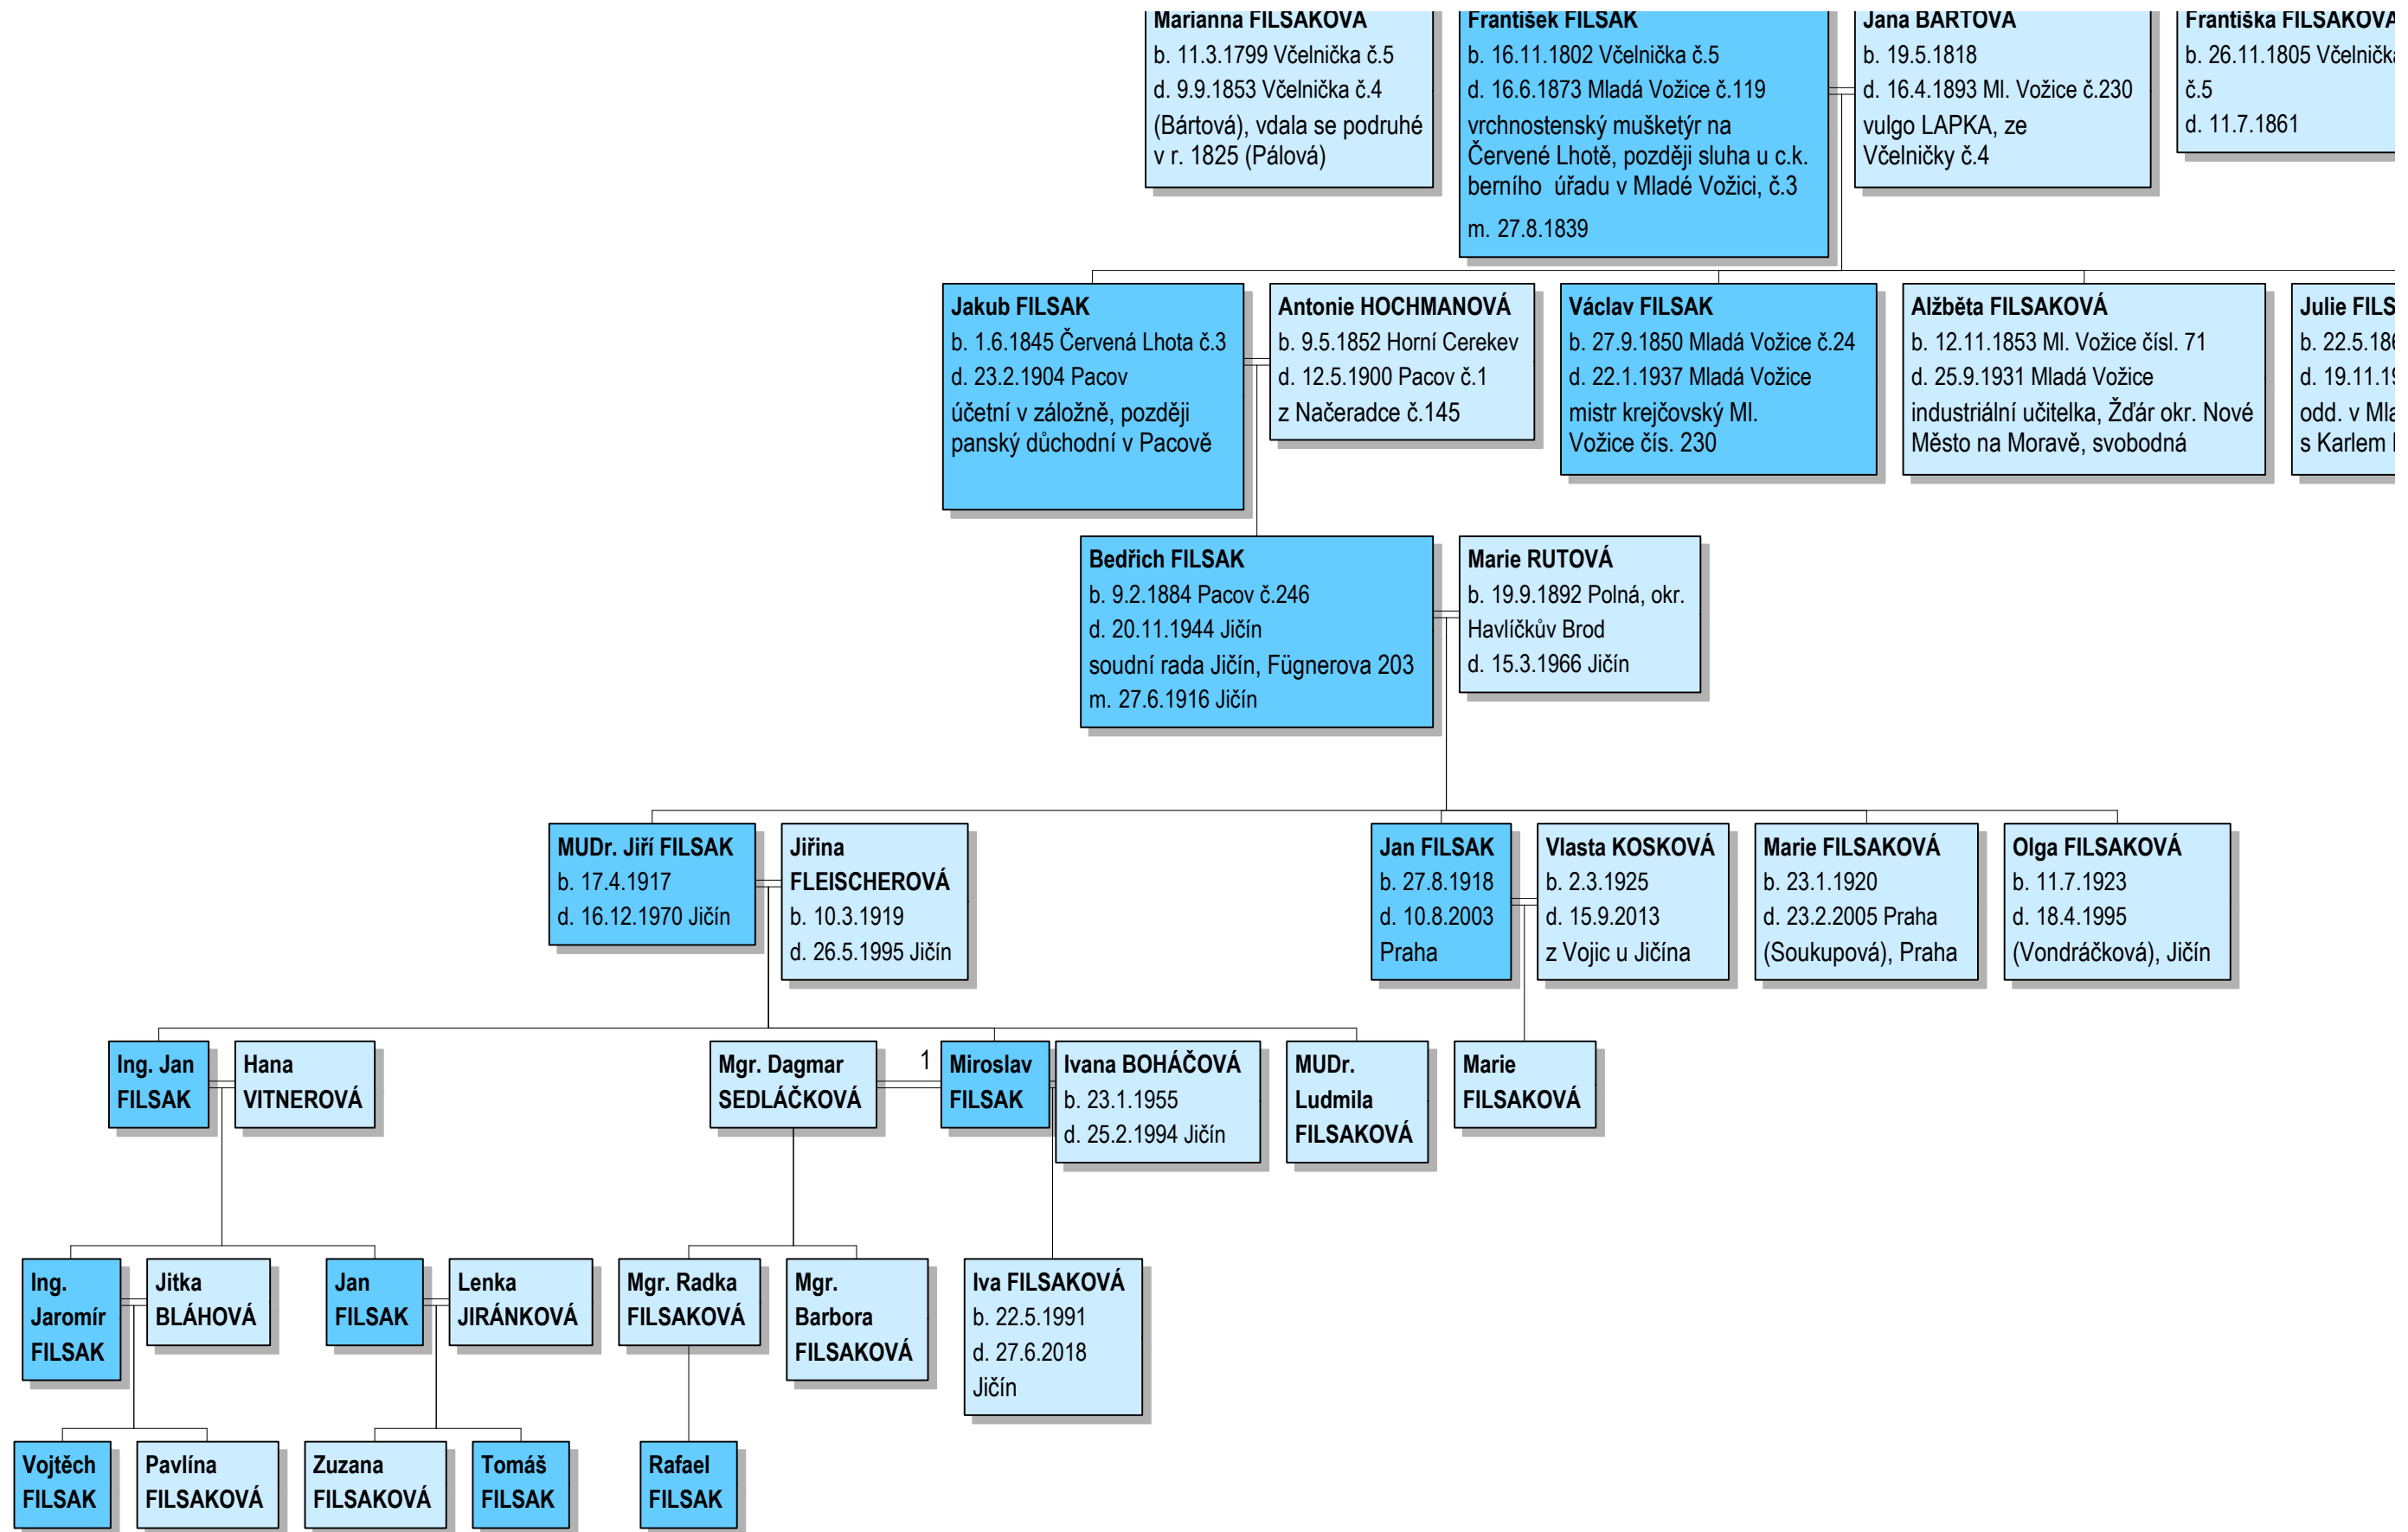 Marianna FILSAKOVÁ
b. 11.3.1799 Včelnička č.5
d. 9.9.1853 Včelnička č.4
(Bártová), vdala se podruhé
v r. 1825 (Pálová)
František FILSAK
b. 16.11.1802 Včelnička č.5
d. 16.6.1873 Mladá Vožice č.119
vrchnostenský mušketýr na
Červené Lhotě, později sluha u c.k.
berního úřadu v Mladé Vožici, č.3
m. 27.8.1839
Jana BÁRTOVÁ
b. 19.5.1818
d. 16.4.1893 Ml. Vožice č.230
vulgo LAPKA, ze
Včelničky č.4
Františka FILSAKOVÁ
b. 26.11.1805 Včelnička
č.5
d. 11.7.1861
Jakub FILSAK
b. 1.6.1845 Červená Lhota č.3
d. 23.2.1904 Pacov
účetní v záložně, později
panský důchodní v Pacově
Antonie HOCHMANOVÁ
b. 9.5.1852 Horní Cerekev
d. 12.5.1900 Pacov č.1
z Načeradce č.145
Václav FILSAK
b. 27.9.1850 Mladá Vožice č.24
d. 22.1.1937 Mladá Vožice
mistr krejčovský Ml.
Vožice čís. 230
Alžběta FILSAKOVÁ
b. 12.11.1853 Ml. Vožice čísl. 71
d. 25.9.1931 Mladá Vožice
industriální učitelka, Žďár okr. Nové
Město na Moravě, svobodná
Julie FILS
b. 22.5.186
d. 19.11.19
odd. v Mla
s Karlem
Bedřich FILSAK
b. 9.2.1884 Pacov č.246
d. 20.11.1944 Jičín
soudní rada Jičín, Fügnerova 203
m. 27.6.1916 Jičín
Marie RUTOVÁ
b. 19.9.1892 Polná, okr.
Havlíčkův Brod
d. 15.3.1966 Jičín
MUDr. Jiří FILSAK
b. 17.4.1917
d. 16.12.1970 Jičín
Jiřina
FLEISCHEROVÁ
b. 10.3.1919
d. 26.5.1995 Jičín
Jan FILSAK
b. 27.8.1918
d. 10.8.2003
Praha
Vlasta KOSKOVÁ
b. 2.3.1925
d. 15.9.2013
z Vojic u Jičína
Marie FILSAKOVÁ
b. 23.1.1920
d. 23.2.2005 Praha
(Soukupová), Praha
Olga FILSAKOVÁ
b. 11.7.1923
d. 18.4.1995
(Vondráčková), Jičín
Ing. Jan
FILSAK
Hana
VITNEROVÁ
Mgr. Dagmar
SEDLÁČKOVÁ
1
Miroslav
FILSAK
Ivana BOHÁČOVÁ
b. 23.1.1955
d. 25.2.1994 Jičín
MUDr.
Ludmila
FILSAKOVÁ
Marie
FILSAKOVÁ
Ing.
Jaromír
FILSAK
Jitka
BLÁHOVÁ
Jan
FILSAK
Lenka
JIRÁNKOVÁ
Mgr. Radka
FILSAKOVÁ
Mgr.
Barbora
FILSAKOVÁ
Iva FILSAKOVÁ
b. 22.5.1991
d. 27.6.2018
Jičín
Vojtěch
FILSAK
Pavlína
FILSAKOVÁ
Zuzana
FILSAKOVÁ
Tomáš
FILSAK
Rafael
FILSAK